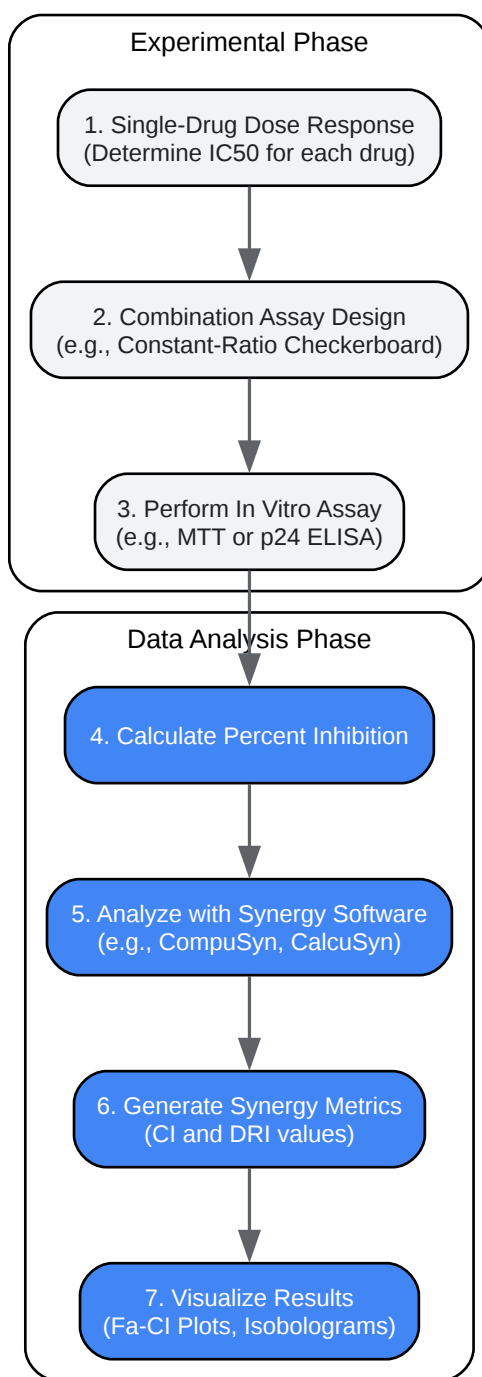 Experimental Phase
1. Single-Drug Dose Response
(Determine IC50 for each drug)
2. Combination Assay Design
(e.g., Constant-Ratio Checkerboard)
3. Perform In Vitro Assay
(e.g., MTT or p24 ELISA)
Data Analysis Phase
4. Calculate Percent Inhibition
5. Analyze with Synergy Software
(e.g., CompuSyn, CalcuSyn)
6. Generate Synergy Metrics
(CI and DRI values)
7. Visualize Results
(Fa-CI Plots, Isobolograms)